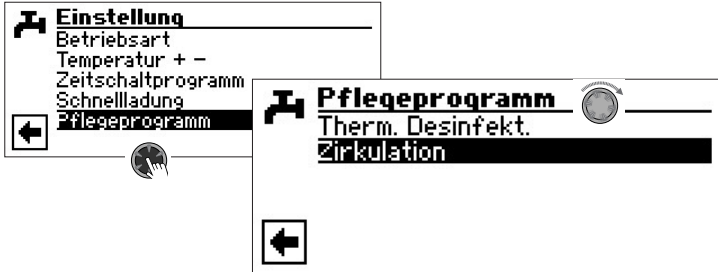 Einstellung
Betriebsart
Temperatur + −
Zeitschaltprogramm
Schnellladung
Pflegeprogramm
Pflegeprogramm
Therm. Desinfekt.
Zirkulation